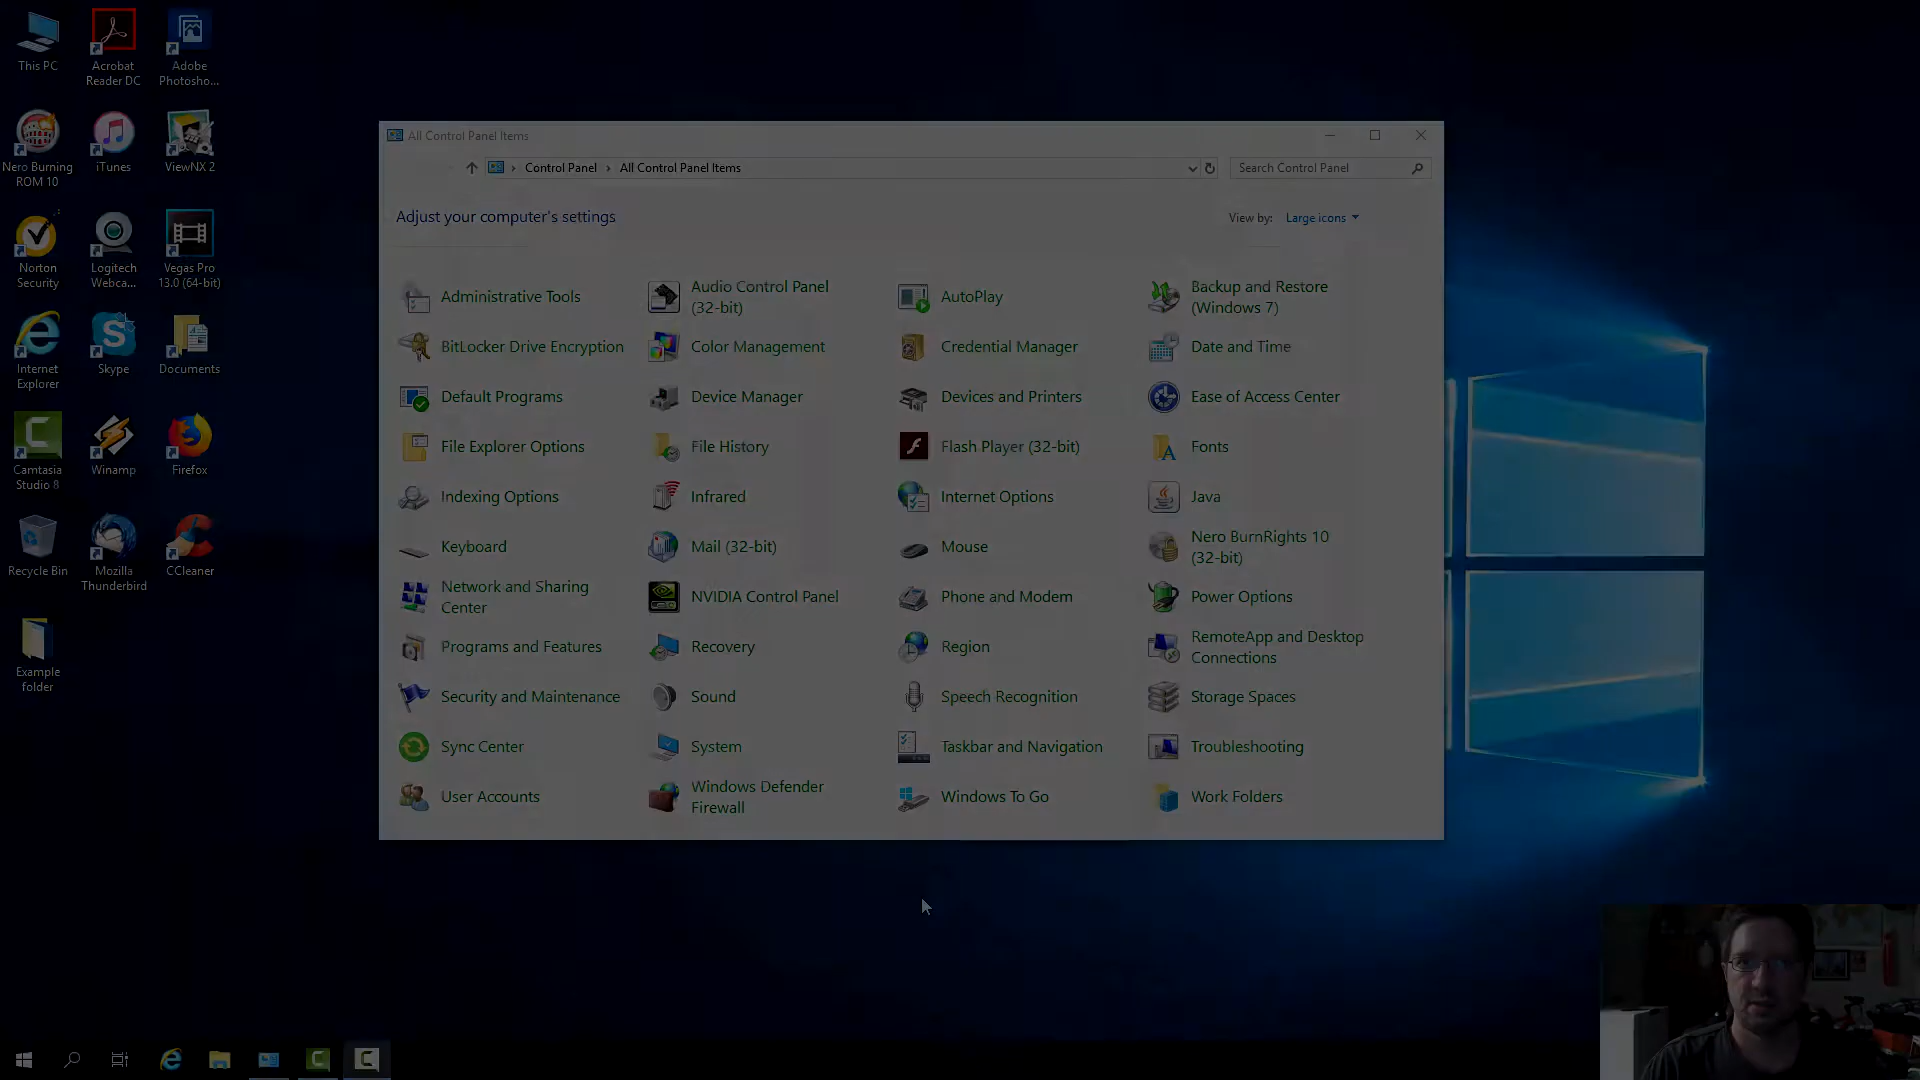 This PC
Acrobat
Reader DC
Adobe
Photosho...
Nero Burning
ROM 10
iTunes
ViewNX 2
Norton
Security
Logitech
Webca...
Vegas Pro
13.0 (64-bit)
Internet
Explorer
Skype
Documents
Camtasia
Studio 8
Winamp
Firefox
Recycle Bin
Mozilla
Thunderbird
CCleaner
Example
folder
All Control Panel Items
Control Panel
All Control Panel Items
Search Control Panel
Adjust your computer's settings
View by:
Large icons
Administrative Tools
Audio Control Panel
(32-bit)
AutoPlay
Backup and Restore
(Windows 7)
BitLocker Drive Encryption
Color Management
Credential Manager
Date and Time
Default Programs
Device Manager
Devices and Printers
Ease of Access Center
File Explorer Options
File History
Flash Player (32-bit)
Fonts
Indexing Options
Infrared
Internet Options
Java
Keyboard
Mail (32-bit)
Mouse
Nero BurnRights 10
(32-bit)
Network and Sharing
Center
NVIDIA Control Panel
Phone and Modem
Power Options
Programs and Features
Recovery
Region
RemoteApp and Desktop
Connections
Security and Maintenance
Sound
Speech Recognition
Storage Spaces
Sync Center
System
Taskbar and Navigation
Troubleshooting
User Accounts
Windows Defender
Firewall
Windows To Go
Work Folders